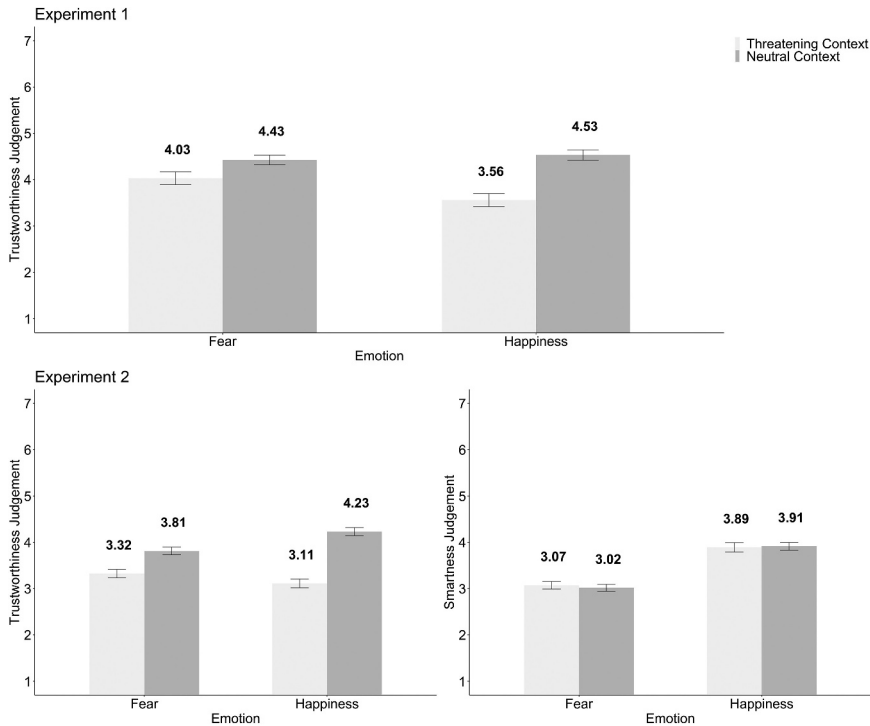 Experiment 1
Threatening Context
Neutral Context
Trustworthiness Judgement
7
6
5
4
3
2
1
4.03
4.43
3.56
4.53
Fear
Happiness
Emotion
Experiment 2
Trustworthiness Judgement
7
6
5
4
3
2
1
3.32
3.81
3.11
4.23
Fear
Happiness
Emotion
Smartness Judgement
7
6
5
4
3
2
1
3.07
3.02
3.89
3.91
Fear
Happiness
Emotion